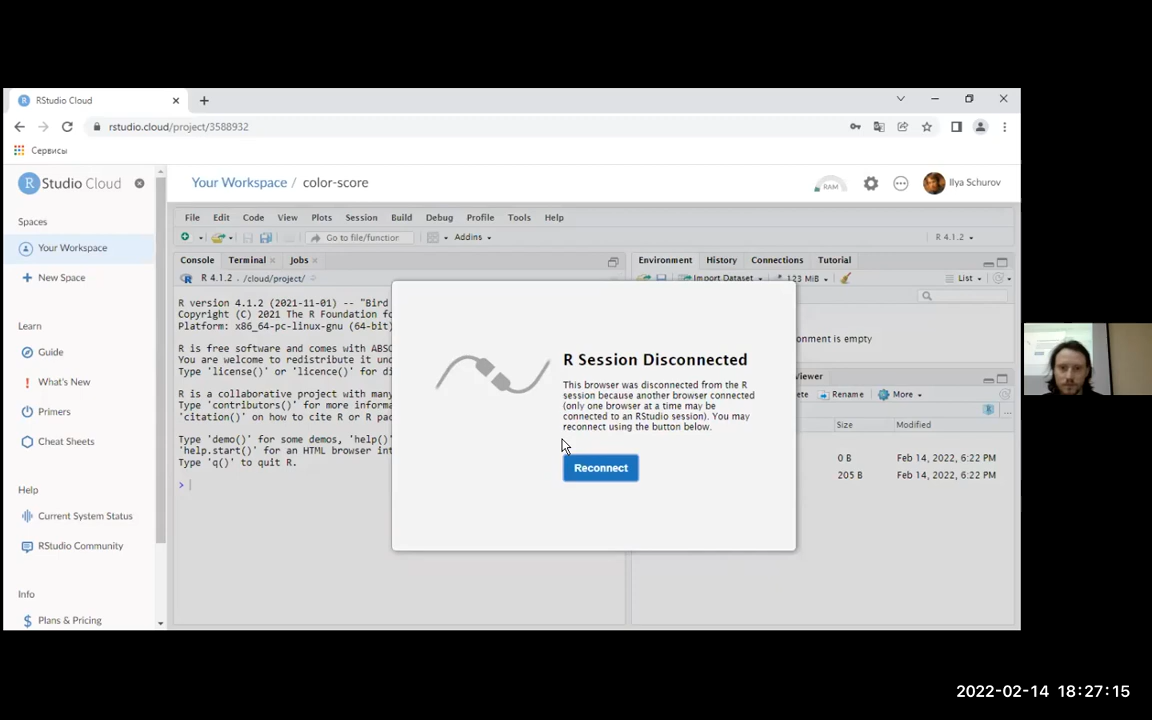 RStudio Cloud
rstudio.cloud/project/3588932
Сервисы
R Studio Cloud
Your Workspace / color-score
RAM
Ilya Schurov
Spaces
Your Workspace
New Space
Learn
Guide
What's New
Primers
Cheat Sheets
Help
Current System Status
RStudio Community
Info
Plans & Pricing
File Edit Code View Plots Session Build Debug Profile Tools Help
Go to file/function
Addins
R 4.1.2
Console Terminal Jobs
R 4.1.2 . /cloud/project/
R version 4.1.2 (2021-11-01) -- "Bird
Copyright (C) 2021 The R Foundation fo
Platform: x86_64-pc-linux-gnu (64-bit)
R is free software and comes with ABSO
You are welcome to redistribute it und
Type 'license()' or 'licence()' for di
R is a collaborative project with many
Type 'contributors()' for more informa
'citation()' on how to cite R or R pac
Type 'demo()' for some demos, 'help()'
'help.start()' for an HTML browser int
Type 'q()' to quit R.
>
Environment History Connections Tutorial
Import Dataset
123 MiB
List
onment is empty
Viewer
ete Rename More
Size Modified
0 B Feb 14, 2022, 6:22 PM
205 B Feb 14, 2022, 6:22 PM
R Session Disconnected
This browser was disconnected from the R
session because another browser connected
(only one browser at a time may be
connected to an RStudio session). You may
reconnect using the button below.
Reconnect
2022-02-14 18:27:15